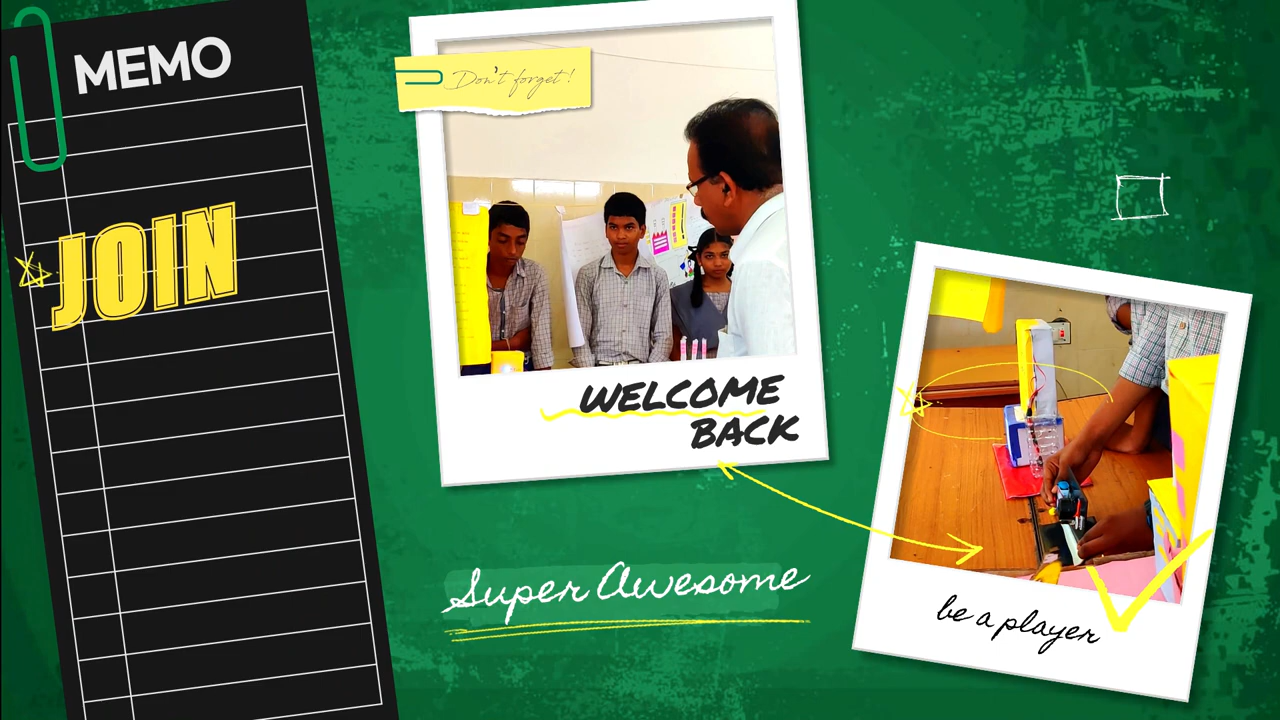 MEMO
JOIN
Don't forget!
WELCOME
BACK
Super Awesome
be a player